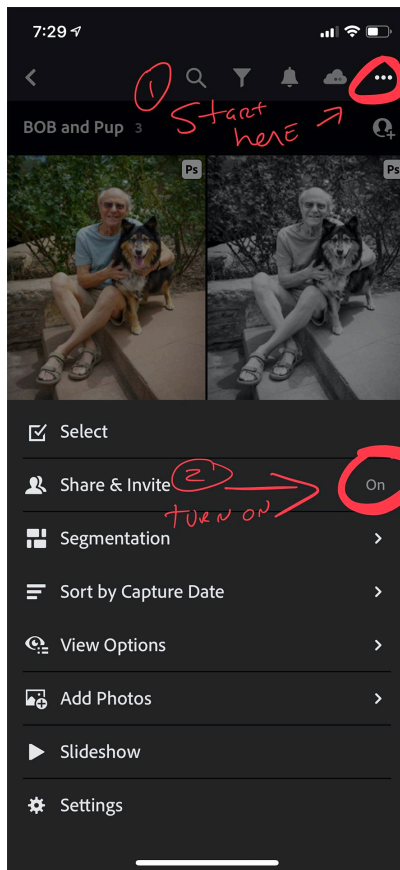 7:29
1
Start
here
BOB and Pup 3
Ps
Ps
Select
Share & Invite
2
On
TURN ON
Segmentation
Sort by Capture Date
View Options
Add Photos
Slideshow
Settings